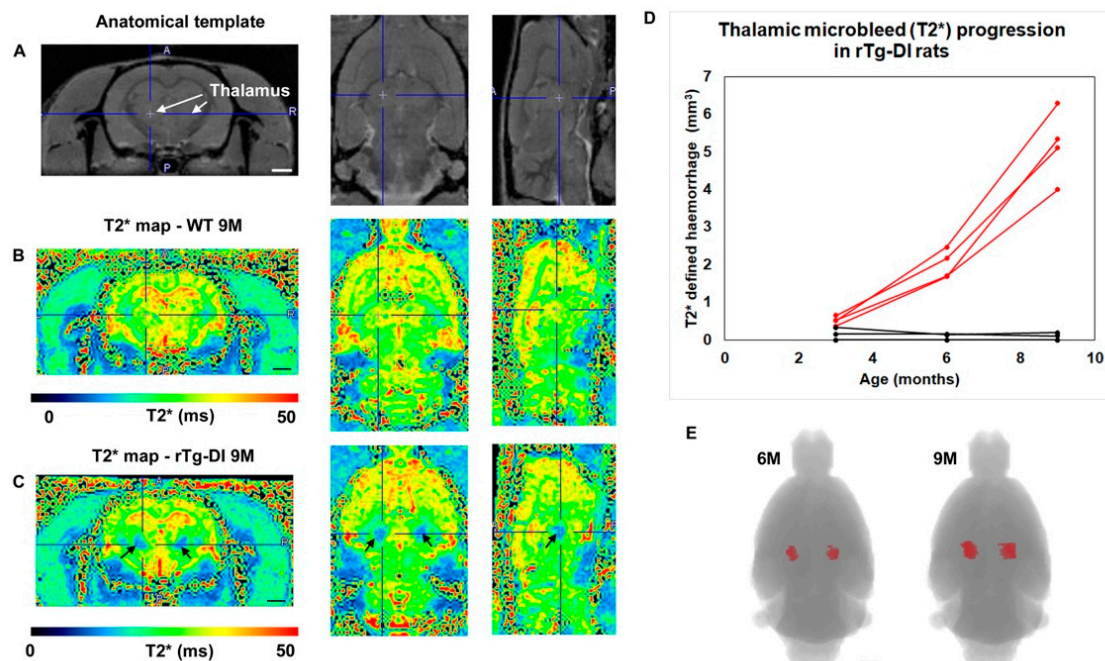 Anatomical template
A
A
Thalamus
R
P
A
P
T2* map - WT 9M
B
R
P
0
50
T2* (ms)
T2* map - rTg-DI 9M
C
A
R
0
50
T2* (ms)
D
Thalamic microbleed (T2*) progression
in rTg-DI rats
T2* defined haemorrhage (mm³)
7
6
5
4
3
2
1
0
0
2
4
6
8
10
Age (months)
E
6M
9M